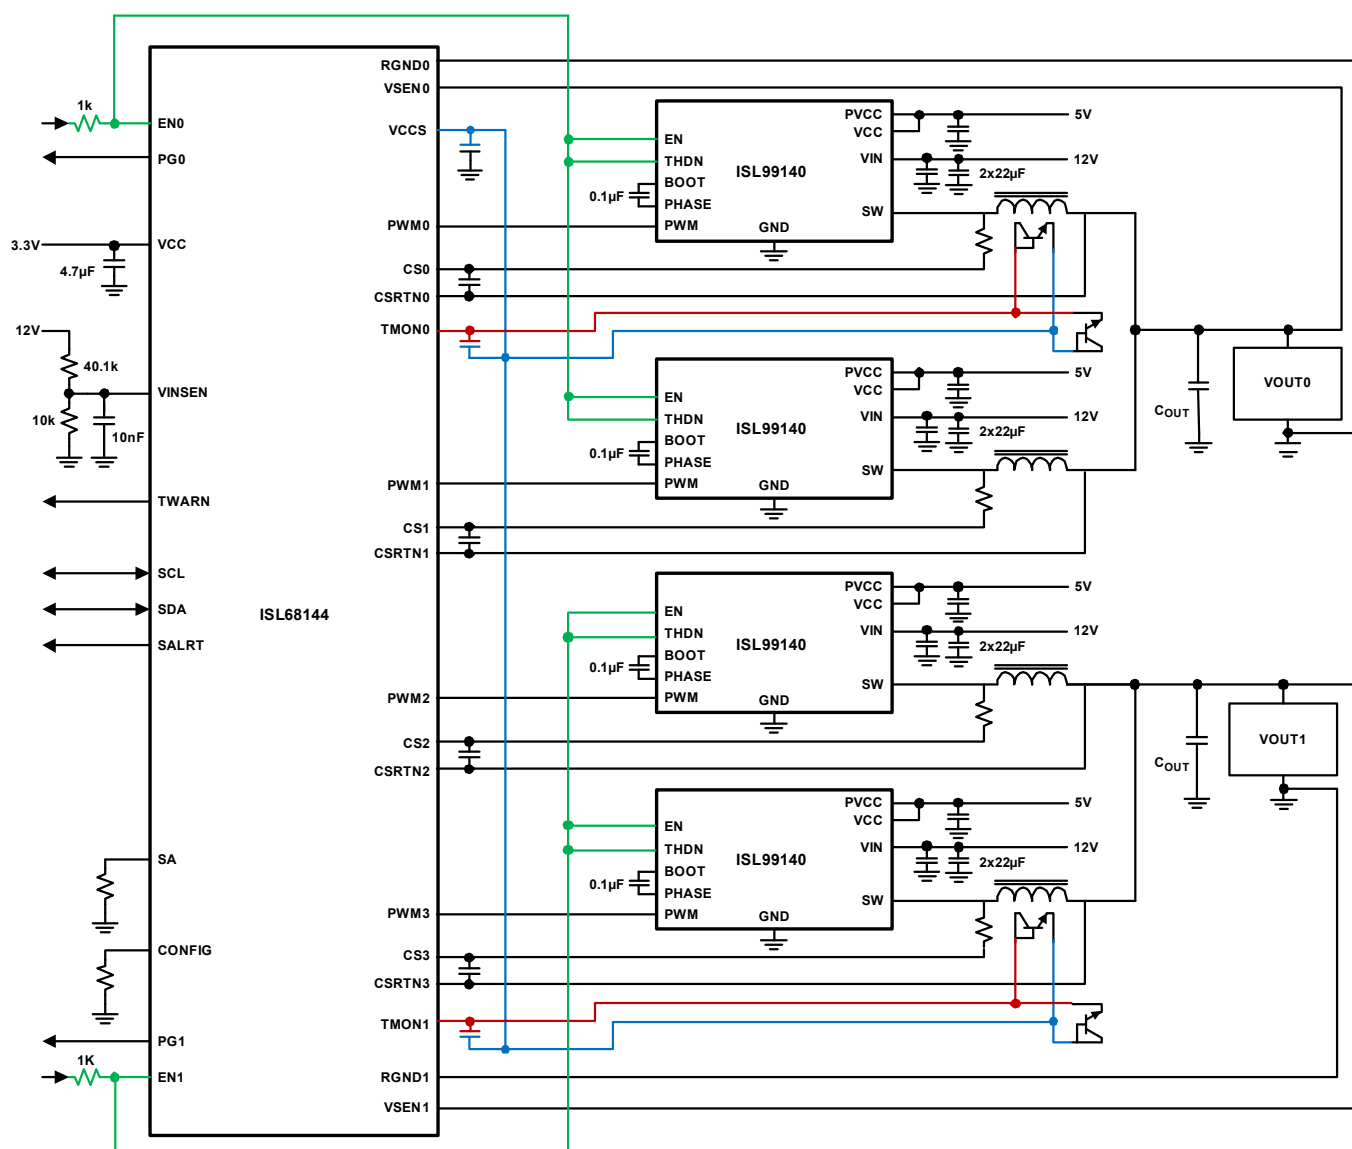 RGND0
VSEN0
1k
EN0
VCCS
PG0
PWM0
3.3V
VCC
4.7µF
CS0
CSRTN0
12V
TMON0
40.1k
VINSEN
10k
10nF
PWM1
TWARN
CS1
CSRTN1
SCL
SDA
ISL68144
SALRT
PWM2
CS2
CSRTN2
SA
PWM3
CONFIG
CS3
CSRTN3
TMON1
PG1
1K
EN1
RGND1
VSEN1
PVCC
5V
VCC
EN
THDN
VIN
12V
ISL99140
2x22µF
BOOT
0.1µF
PHASE
SW
PWM
GND
PVCC
5V
VCC
EN
THDN
VIN
12V
ISL99140
2x22µF
BOOT
0.1µF
PHASE
SW
PWM
GND
VOUT0
COUT
PVCC
5V
VCC
EN
THDN
VIN
12V
ISL99140
2x22µF
BOOT
0.1µF
PHASE
SW
PWM
GND
VOUT1
COUT
PVCC
5V
VCC
EN
THDN
VIN
12V
ISL99140
2x22µF
BOOT
0.1µF
PHASE
SW
PWM
GND